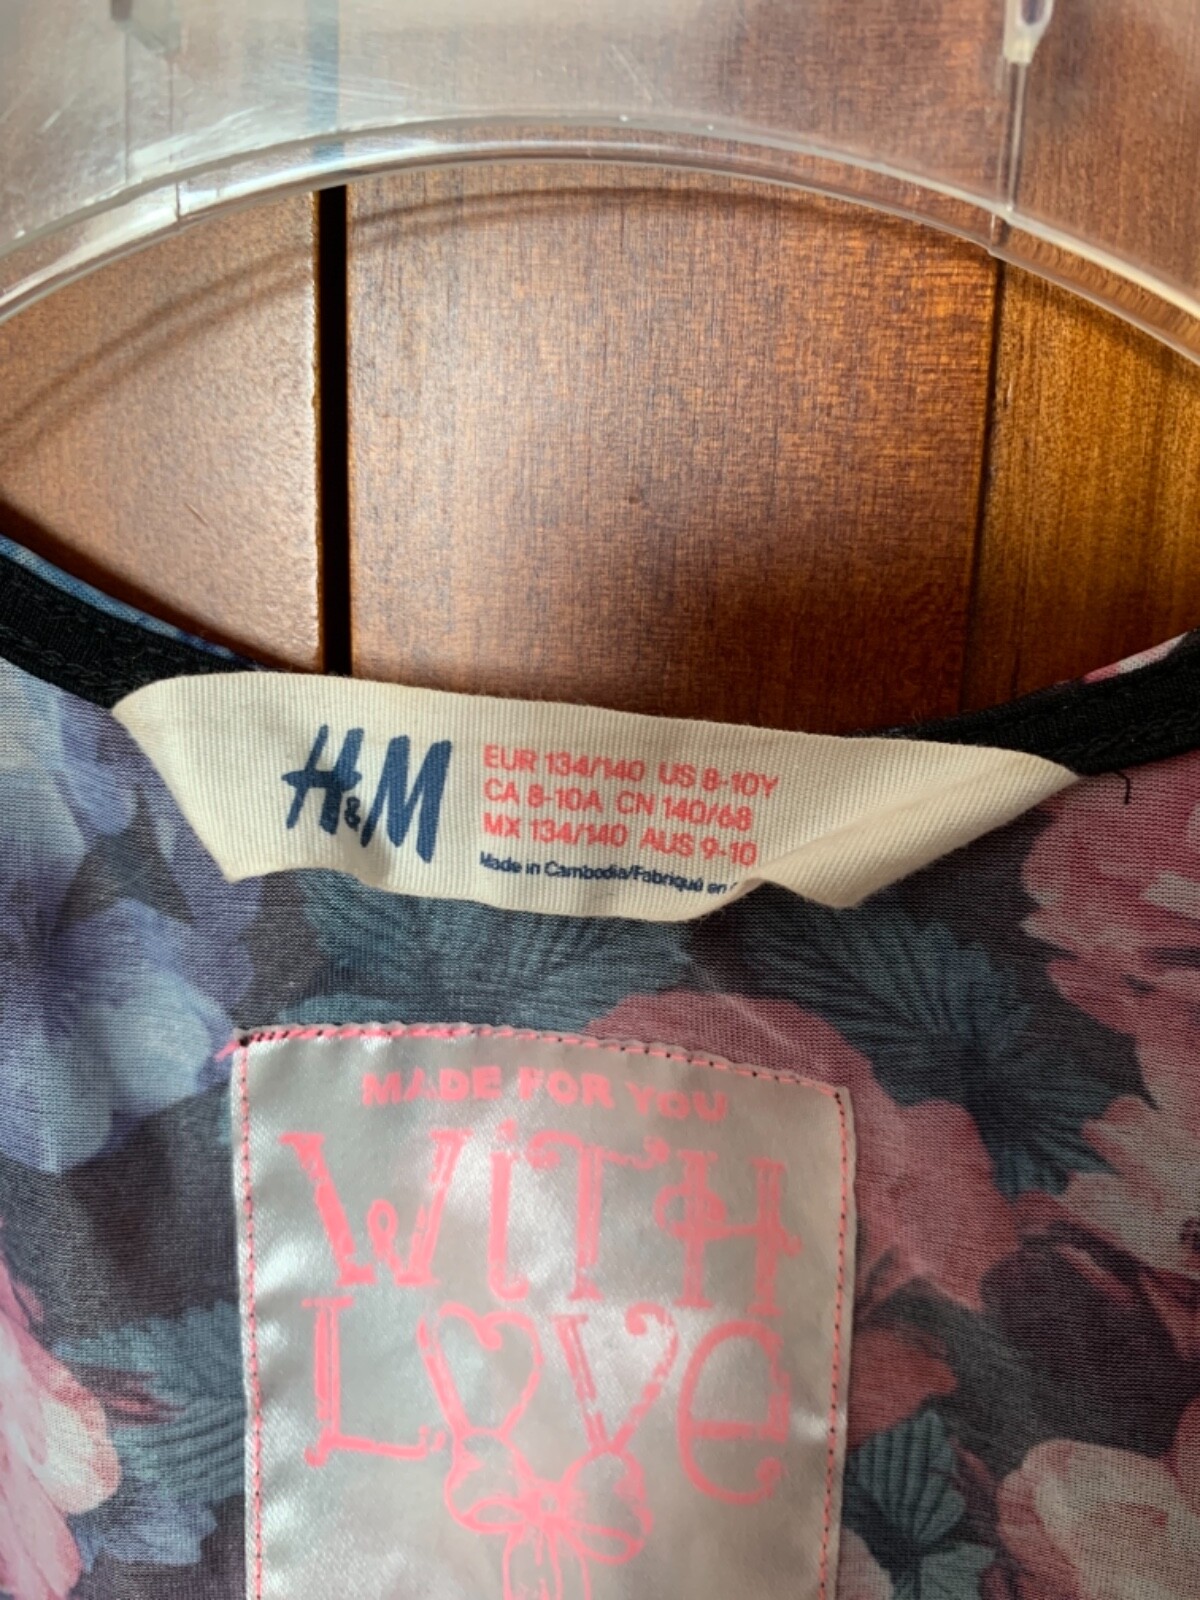 H&M
EUR 134/140 US 8-10Y
CA 8-10A CN 140/68
MX 134/140 AUS 9-10
Made in Cambodia/Fabriqué en
MADE FOR YOU
WiTH
LOVe